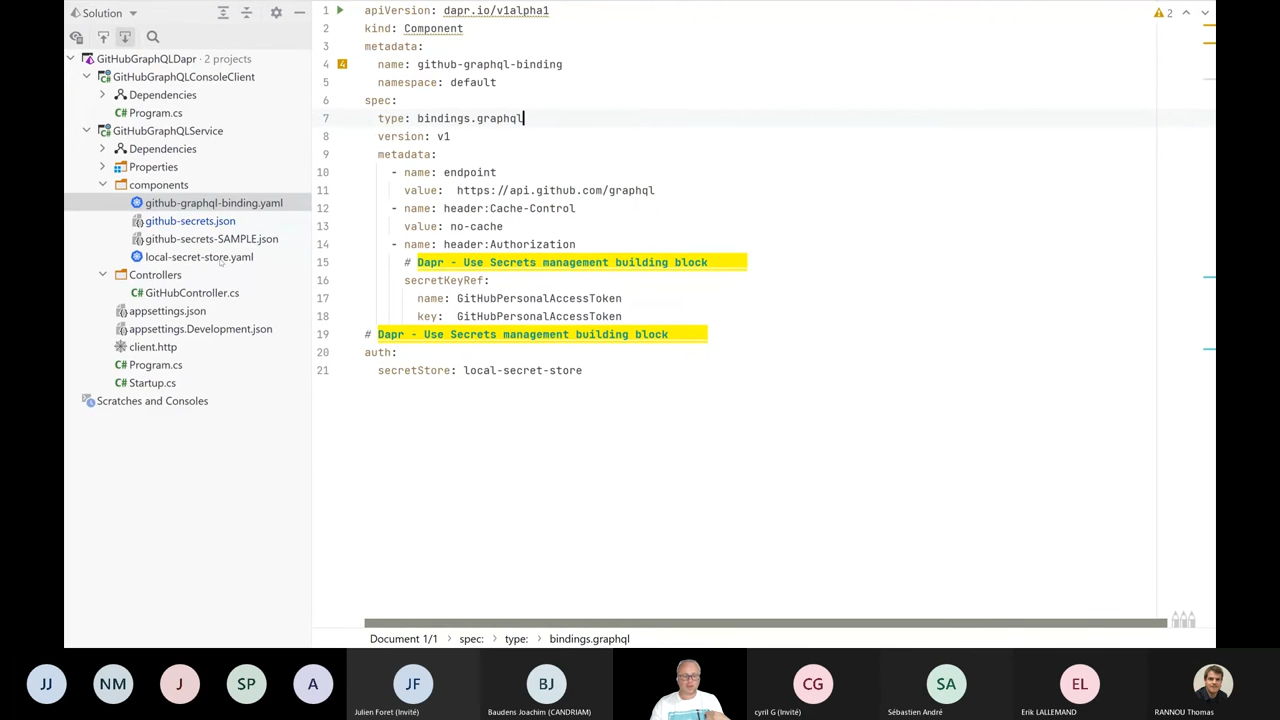 Solution
GitHubGraphQLDapr · 2 projects
GitHubGraphQLConsoleClient
Dependencies
Program.cs
GitHubGraphQLService
Dependencies
Properties
components
github-graphql-binding.yaml
github-secrets.json
github-secrets-SAMPLE.json
local-secret-store.yaml
Controllers
GitHubController.cs
appsettings.json
appsettings.Development.json
client.http
Program.cs
Startup.cs
Scratches and Consoles
2
1 apiVersion: dapr.io/v1alpha1
2 kind: Component
3 metadata:
4 name: github-graphql-binding
5 namespace: default
6 spec:
7 type: bindings.graphql
8 version: v1
9 metadata:
10 - name: endpoint
11 value: https://api.github.com/graphql
12 - name: header:Cache-Control
13 value: no-cache
14 - name: header:Authorization
15 # Dapr - Use Secrets management building block
16 secretKeyRef:
17 name: GitHubPersonalAccessToken
18 key: GitHubPersonalAccessToken
19 # Dapr - Use Secrets management building block
20 auth:
21 secretStore: local-secret-store
Document 1/1 > spec: > type: > bindings.graphql
JJ NM J SP A JF BJ CG SA EL
Julien Foret (Invité) Baudens Joachim (CANDRIAM) cyril G (Invité) Sébastien André Erik LALLEMAND RANNOU Thomas